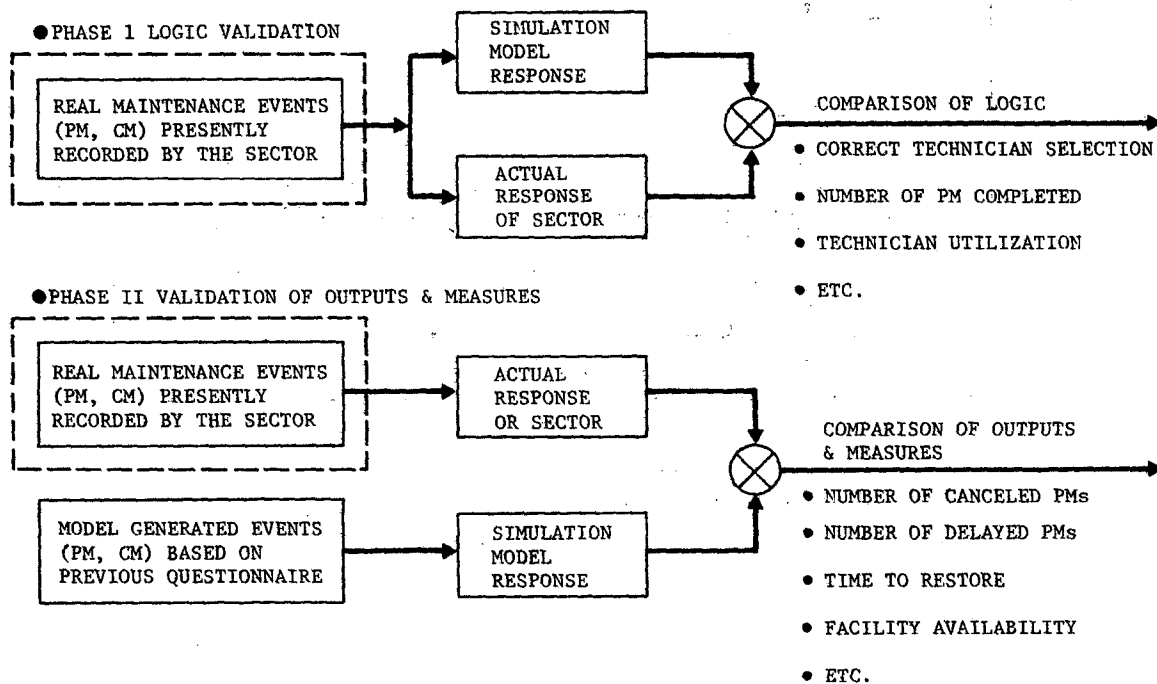 ●PHASE 1 LOGIC VALIDATION
REAL MAINTENANCE EVENTS
(PM, CM) PRESENTLY
RECORDED BY THE SECTOR
SIMULATION
MODEL
RESPONSE
ACTUAL
RESPONSE
OF SECTOR
COMPARISON OF LOGIC
• CORRECT TECHNICIAN SELECTION
• NUMBER OF PM COMPLETED
• TECHNICIAN UTILIZATION
• ETC.
●PHASE II VALIDATION OF OUTPUTS & MEASURES
REAL MAINTENANCE EVENTS
(PM, CM) PRESENTLY
RECORDED BY THE SECTOR
ACTUAL
RESPONSE
OR SECTOR
MODEL GENERATED EVENTS
(PM, CM) BASED ON
PREVIOUS QUESTIONNAIRE
SIMULATION
MODEL
RESPONSE
COMPARISON OF OUTPUTS
& MEASURES
• NUMBER OF CANCELED PMs
• NUMBER OF DELAYED PMs
• TIME TO RESTORE
• FACILITY AVAILABILITY
• ETC.